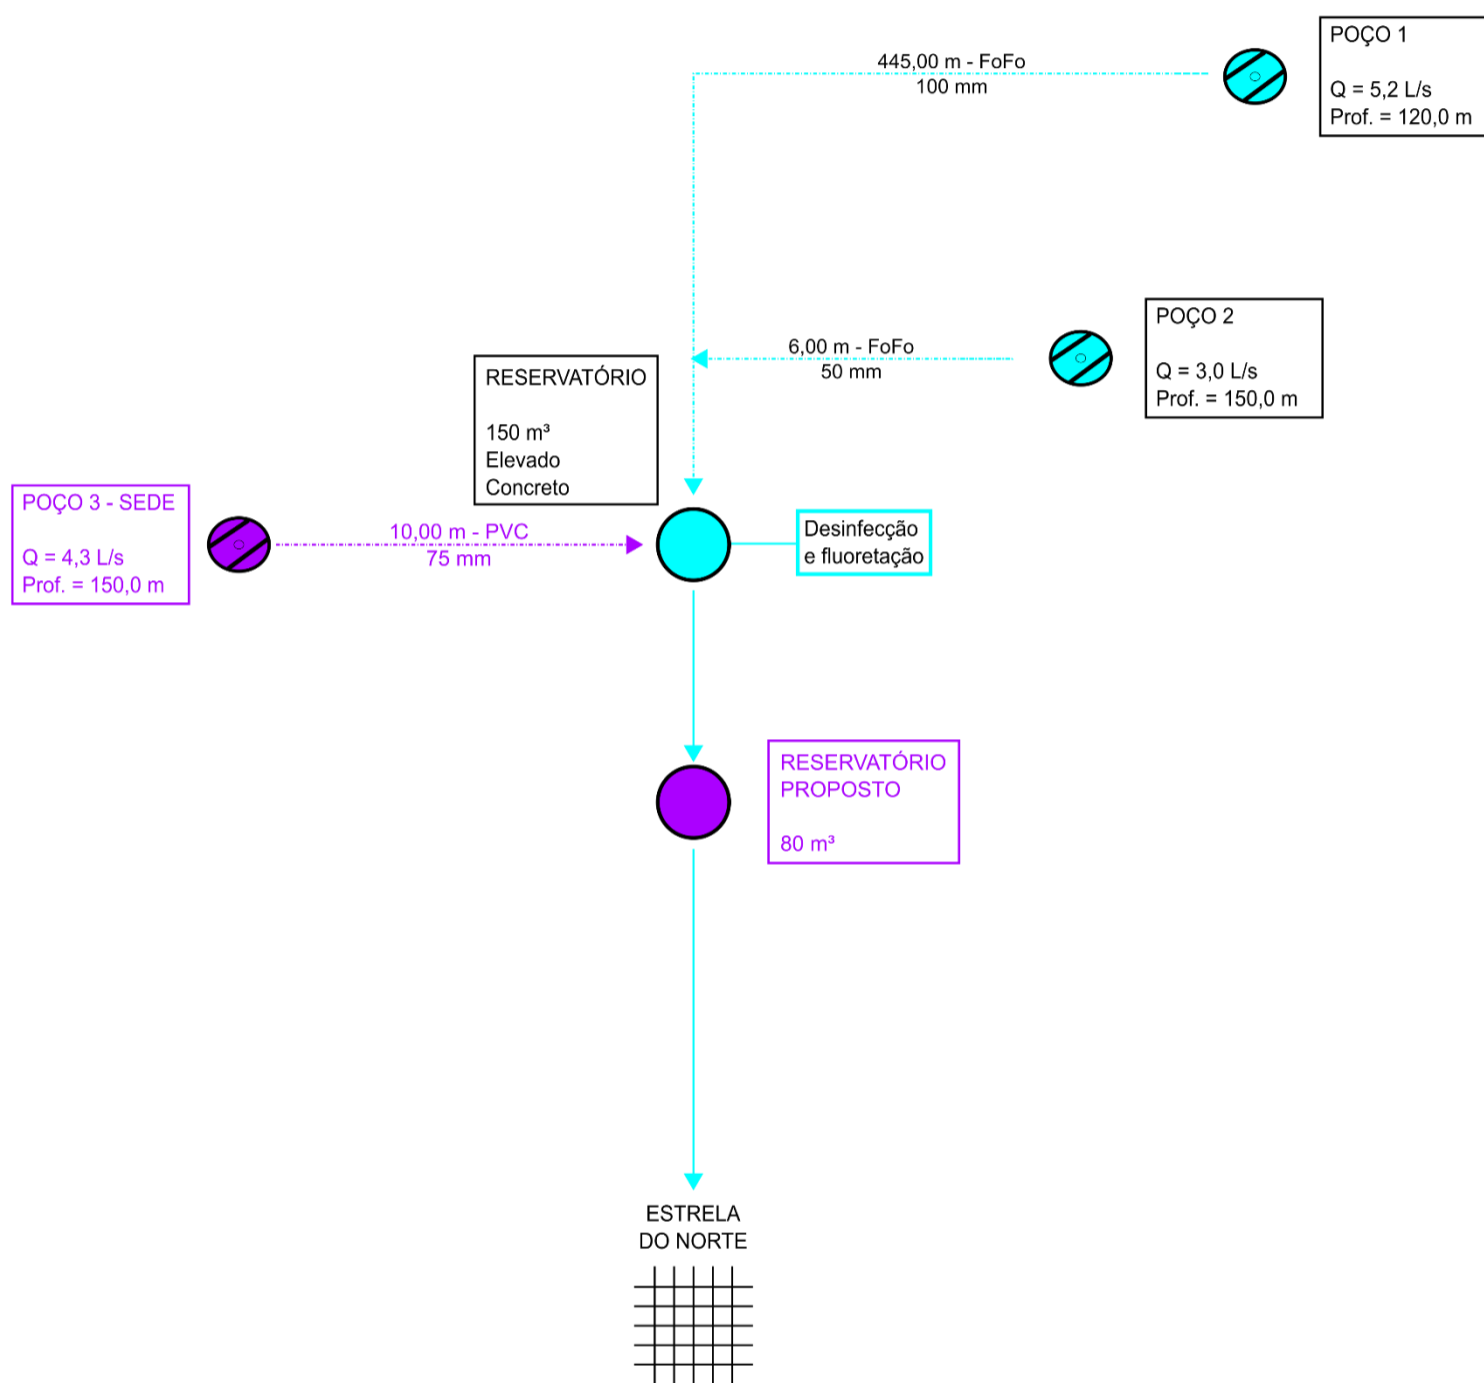 POÇO 1
Q = 5,2 L/s
Prof. = 120,0 m
445,00 m - FoFo
100 mm
POÇO 2
Q = 3,0 L/s
Prof. = 150,0 m
6,00 m - FoFo
50 mm
RESERVATÓRIO
150 m³
Elevado
Concreto
POÇO 3 - SEDE
Q = 4,3 L/s
Prof. = 150,0 m
10,00 m - PVC
75 mm
Desinfecção
e fluoretação
RESERVATÓRIO
PROPOSTO
80 m³
ESTRELA
DO NORTE